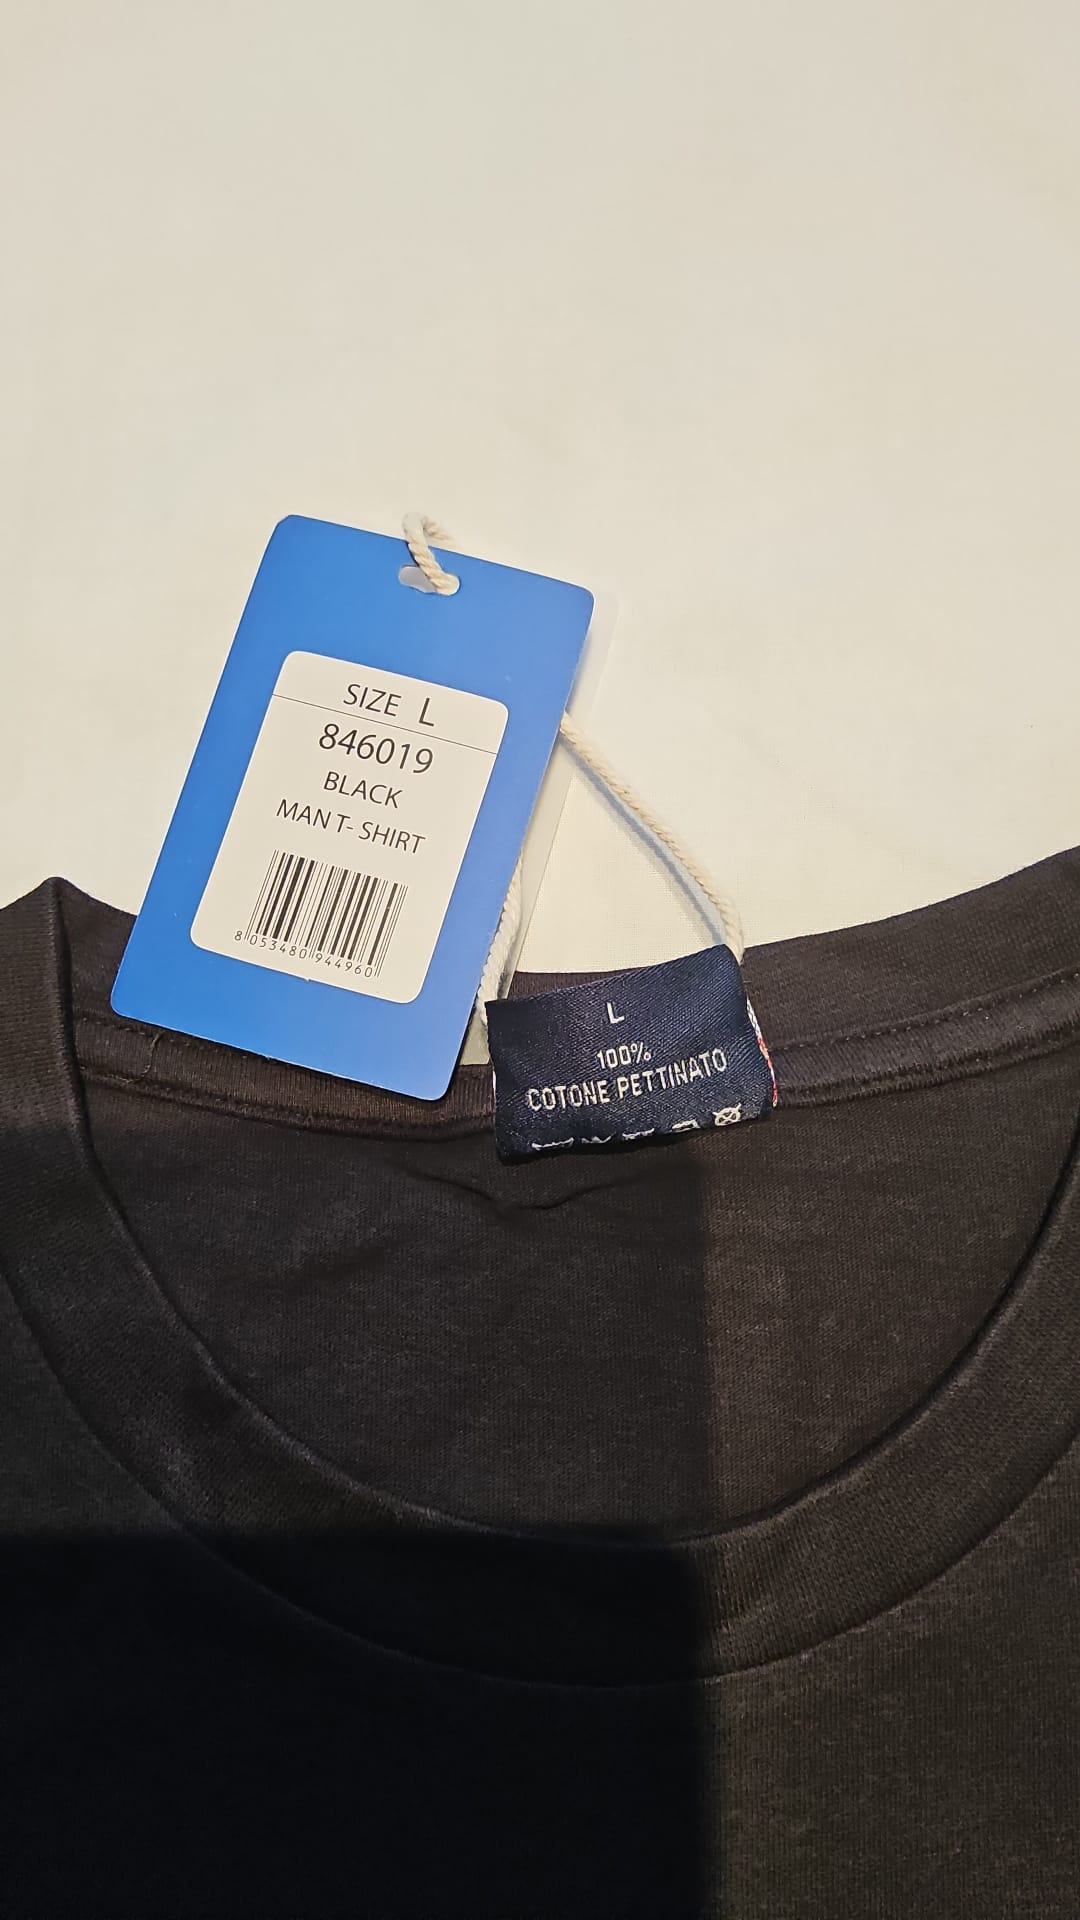 SIZE L
846019
BLACK
MAN T- SHIRT
8 053480 944960
L
100%
COTONE PETTINATO